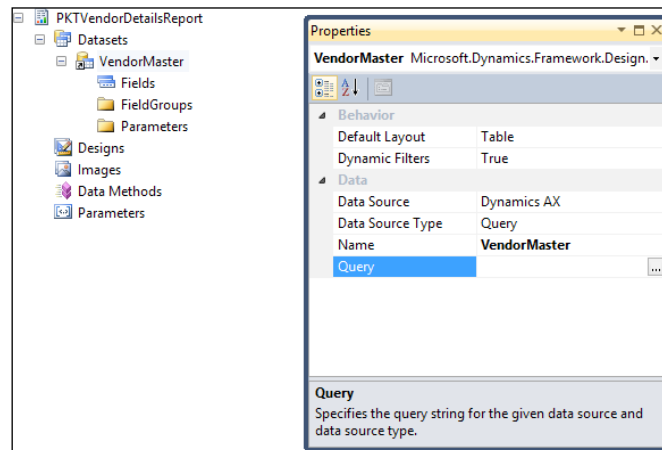 PKTVendorDetailsReport
Datasets
VendorMaster
Fields
FieldGroups
Parameters
Designs
Images
Data Methods
Parameters
Properties
VendorMaster Microsoft.Dynamics.Framework.Design.
Behavior
Default Layout Table
Dynamic Filters True
Data
Data Source Dynamics AX
Data Source Type Query
Name VendorMaster
Query ...
Query
Specifies the query string for the given data source and
data source type.